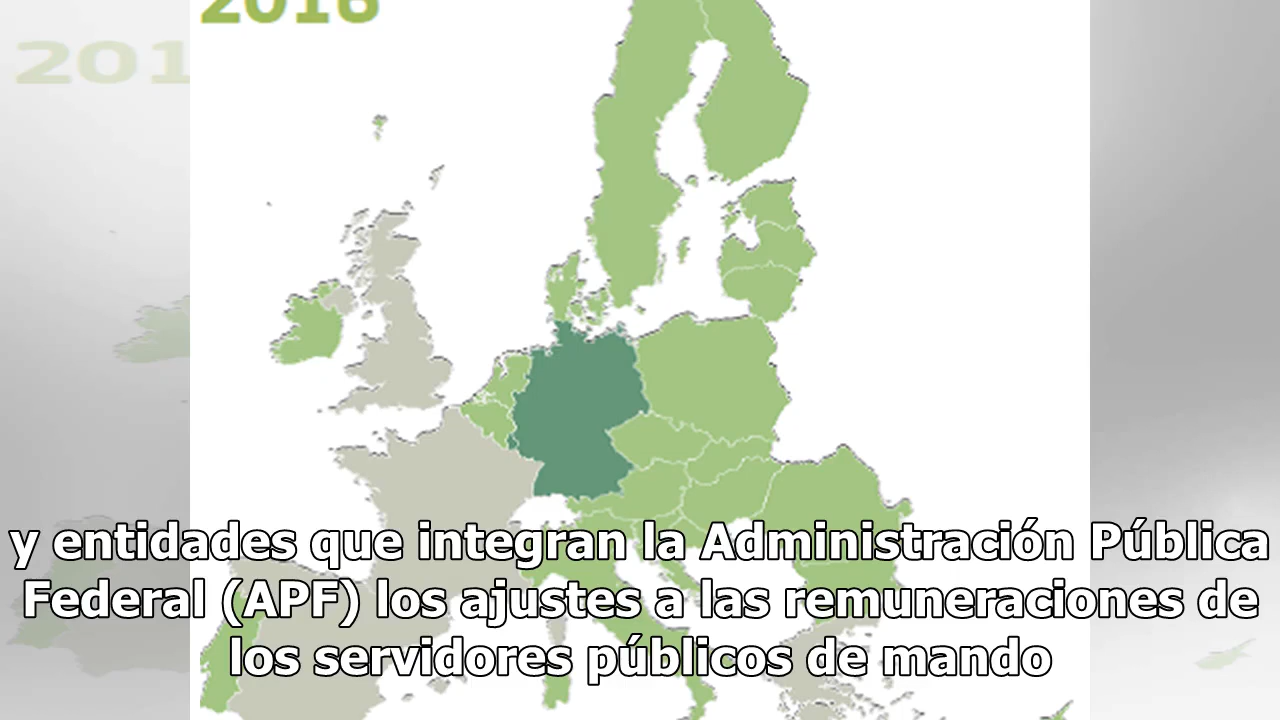 2016
201
y entidades que integran la Administración Pública
Federal (APF) los ajustes a las remuneraciones de
los servidores públicos de mando